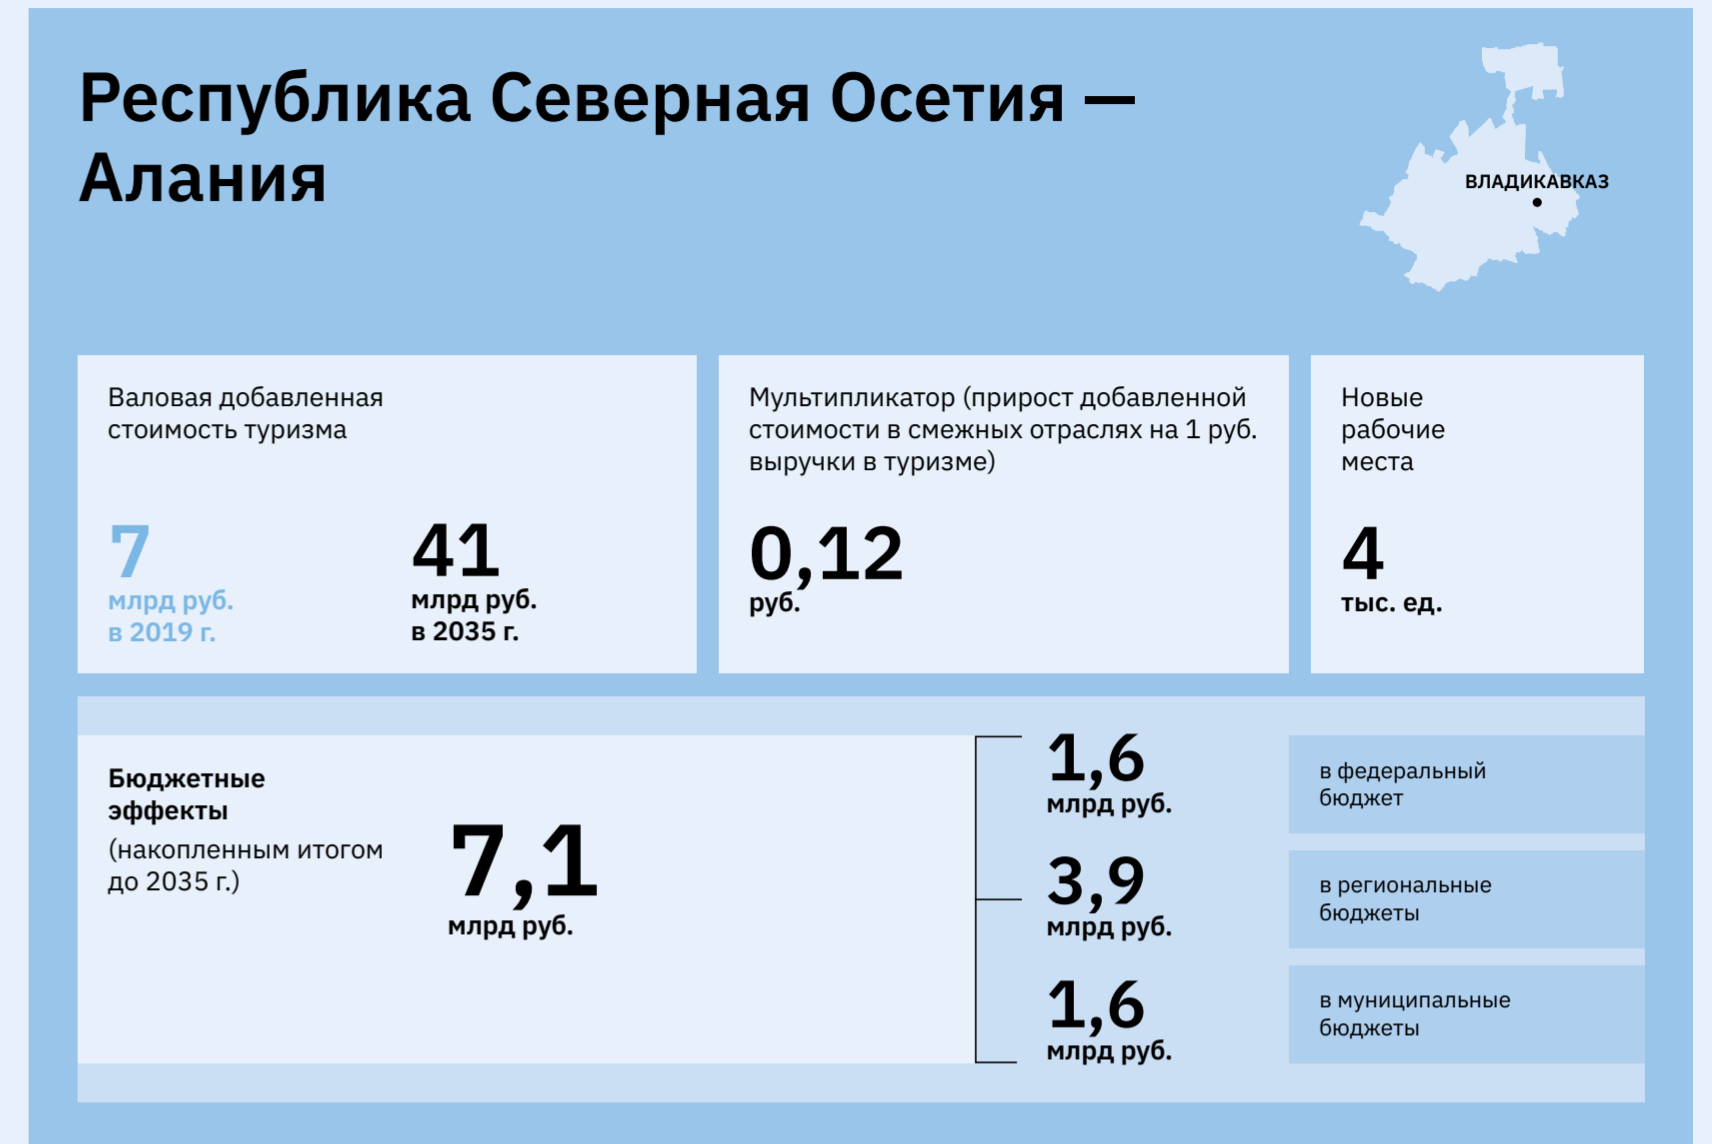 Республика Северная Осетия —
Алания
ВЛАДИКАВКАЗ
Валовая добавленная
стоимость туризма
7
млрд руб.
в 2019 г.
41
млрд руб.
в 2035 г.
Мультипликатор (прирост добавленной
стоимости в смежных отраслях на 1 руб.
выручки в туризме)
0,12
руб.
Новые
рабочие
места
4
тыс. ед.
Бюджетные
эффекты
(накопленным итогом
до 2035 г.)
7,1
млрд руб.
1,6
млрд руб.
в федеральный
бюджет
3,9
млрд руб.
в региональные
бюджеты
1,6
млрд руб.
в муниципальные
бюджеты